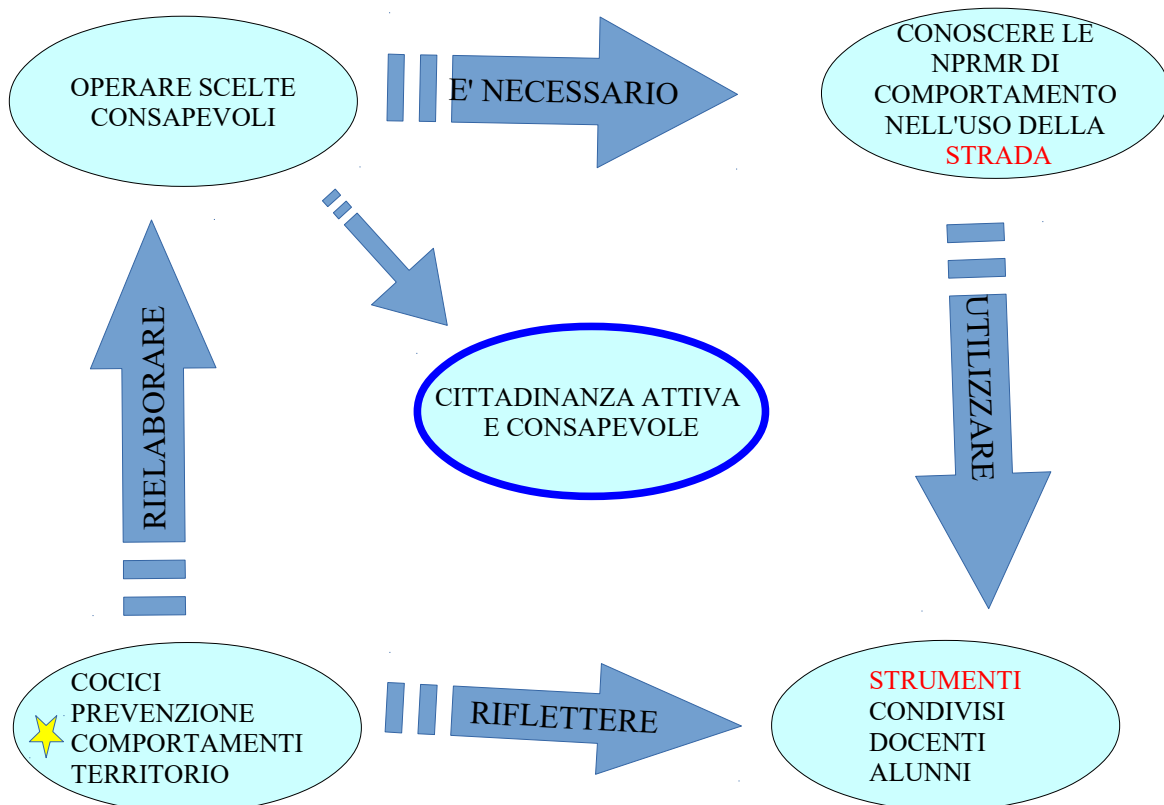 OPERARE SCELTE
CONSAPEVOLI
E' NECESSARIO
CONOSCERE LE
NPRMR DI
COMPORTAMENTO
NELL'USO DELLA
STRADA
RIELABORARE
CITTADINANZA ATTIVA
E CONSAPEVOLE
UTILIZZARE
COCICI
PREVENZIONE
COMPORTAMENTI
TERRITORIO
RIFLETTERE
STRUMENTI
CONDIVISI
DOCENTI
ALUNNI